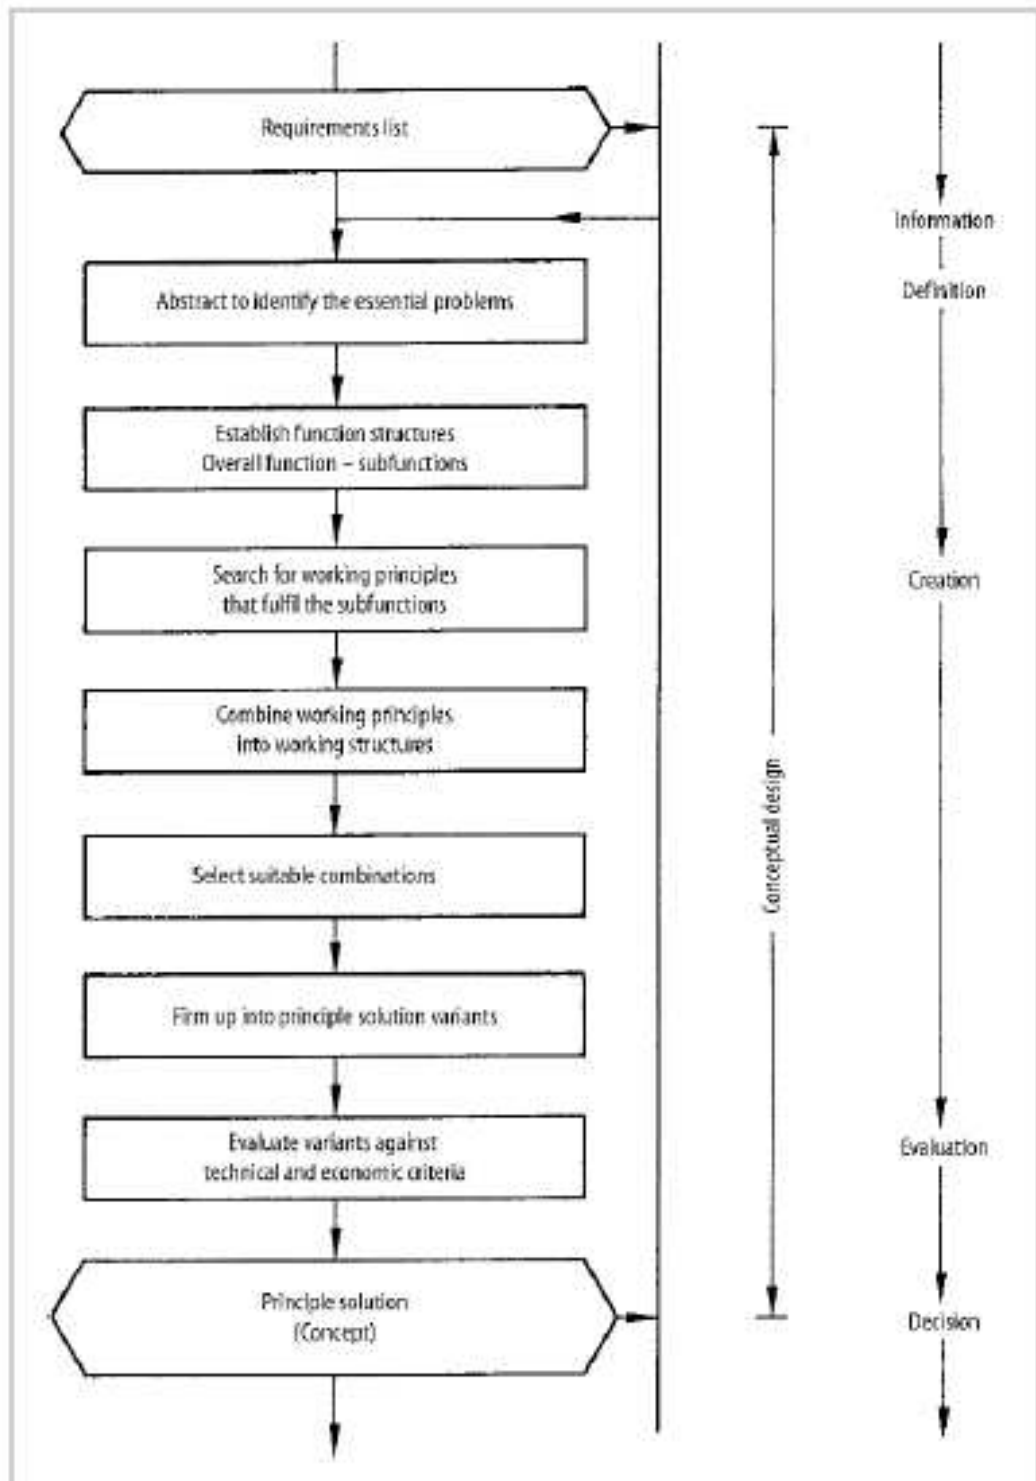 Requirements list
Abstract to identify the essential problems
Establish function structures
Overall function – subfunctions
Search for working principles
that fulfil the subfunctions
Combine working principles
into working structures
Select suitable combinations
Firm up into principle solution variants
Evaluate variants against
technical and economic criteria
Principle solution
(Concept)
Conceptual design
Information
Definition
Creation
Evaluation
Decision